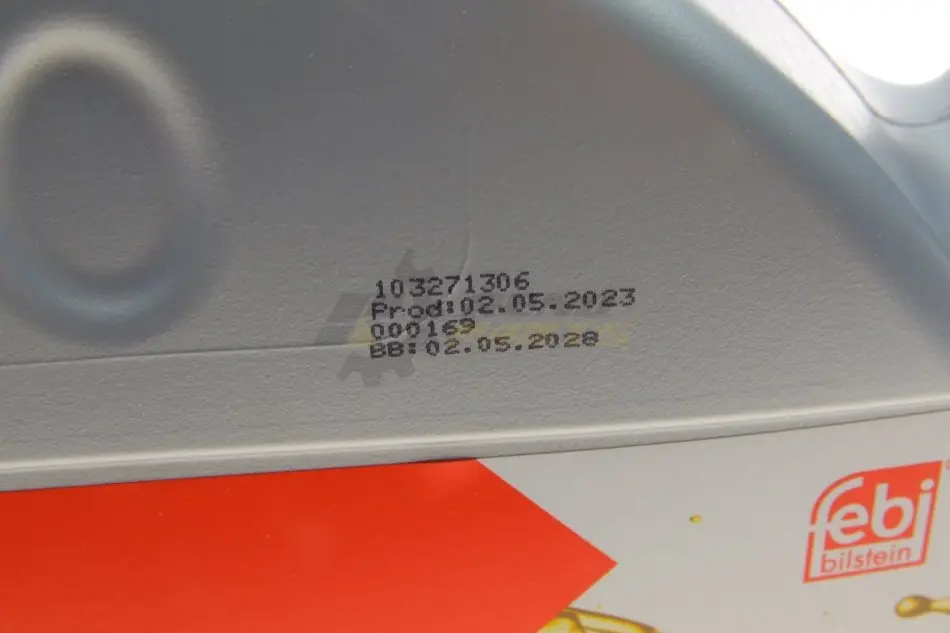 103271306
Prod:02.05.2023
000169
BB:02.05.2028
febi
bilstein